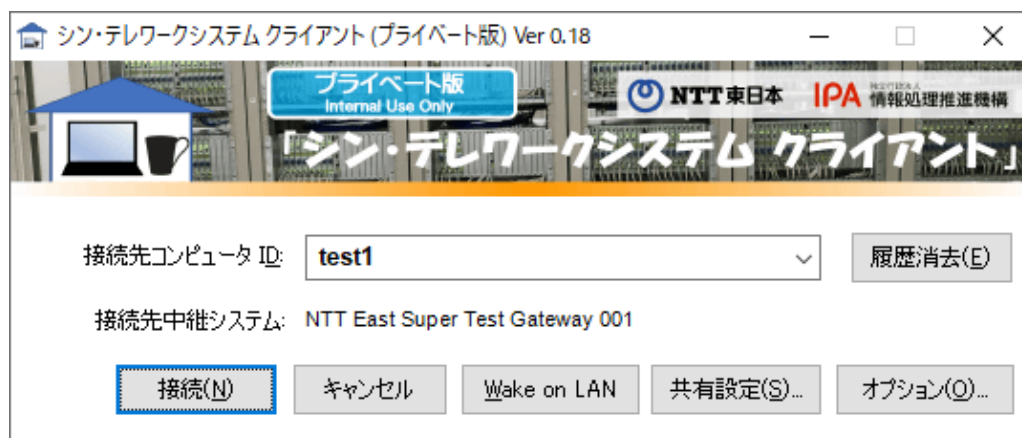 シン・テレワークシステム クライアント (プライベート版) Ver 0.18
プライベート版
Internal Use Only
NTT東日本 IPA 独立行政法人 情報処理推進機構
「シン・テレワークシステム クライアント」
接続先コンピュータ ID: test1 履歴消去(E)
接続先中継システム: NTT East Super Test Gateway 001
接続(N) キャンセル Wake on LAN 共有設定(S)... オプション(O)...